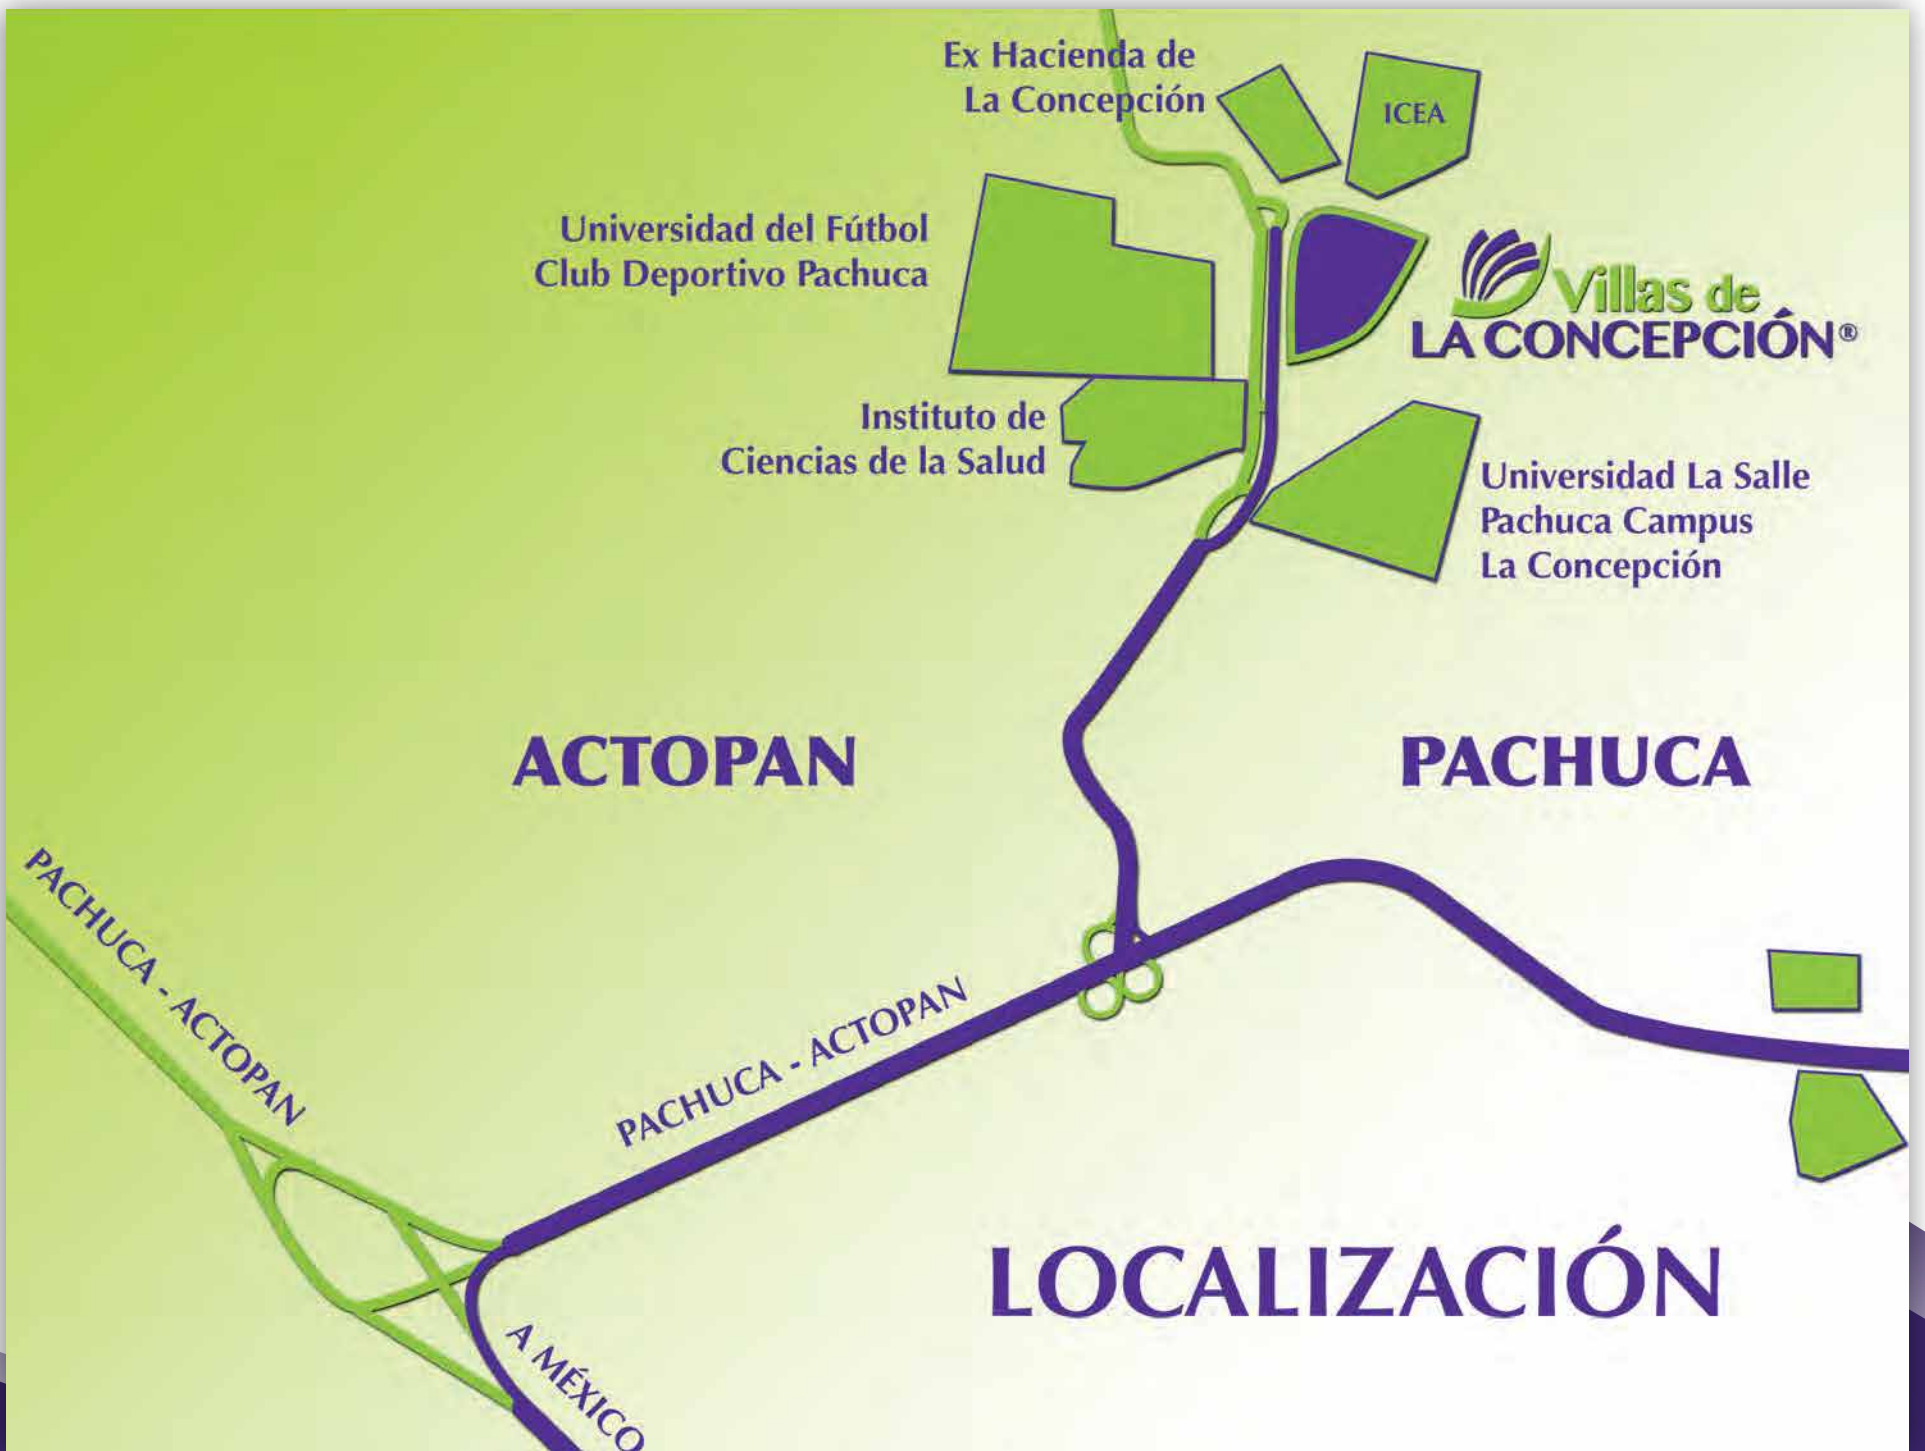 Ex Hacienda de
La Concepción
ICEA
Universidad del Fútbol
Club Deportivo Pachuca
Villas de
LA CONCEPCIÓN®
Instituto de
Ciencias de la Salud
Universidad La Salle
Pachuca Campus
La Concepción
ACTOPAN
PACHUCA
PACHUCA - ACTOPAN
PACHUCA - ACTOPAN
LOCALIZACIÓN
A MÉXICO